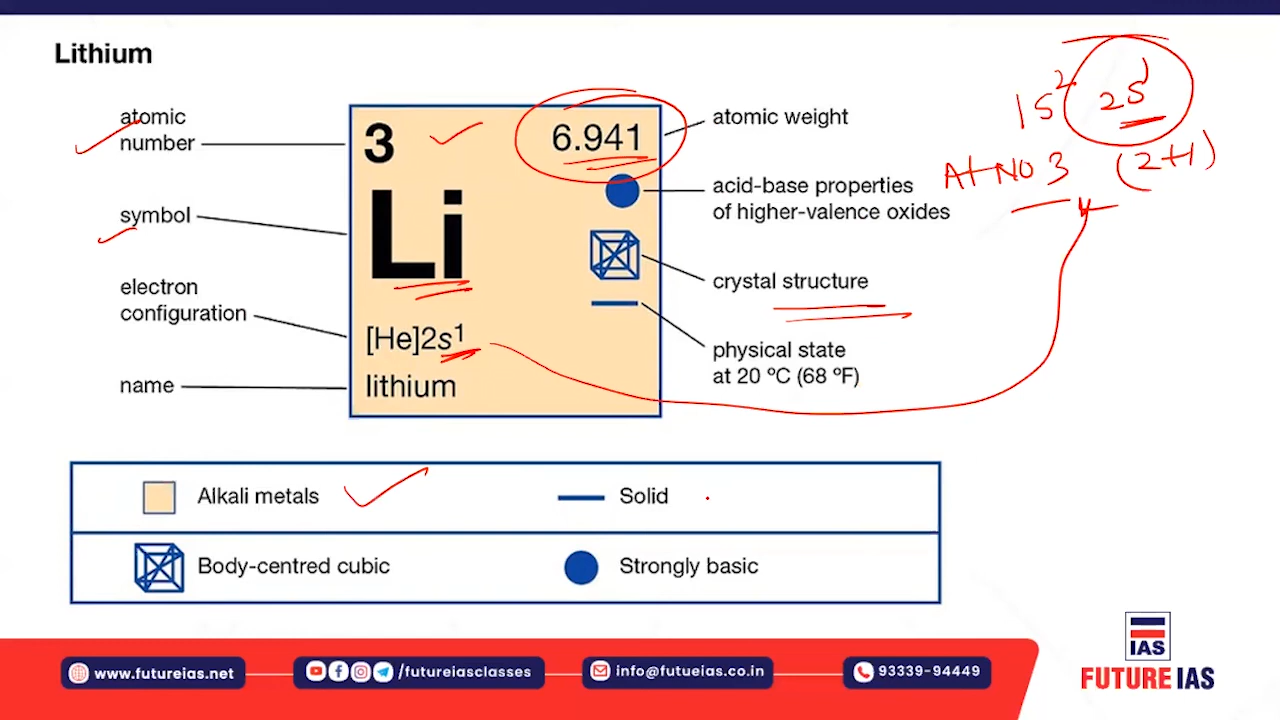 Lithium
atomic
number
symbol
electron
configuration
name
3
6.941
Li
[He]2s¹
lithium
atomic weight
acid-base properties
of higher-valence oxides
crystal structure
physical state
at 20 ºC (68 ºF)
1s² 2s¹
At No 3 (2+1)
Alkali metals
Solid
Body-centred cubic
Strongly basic
www.futureias.net
/futureiasclasses
info@futueias.co.in
93339-94449
IAS
FUTURE IAS